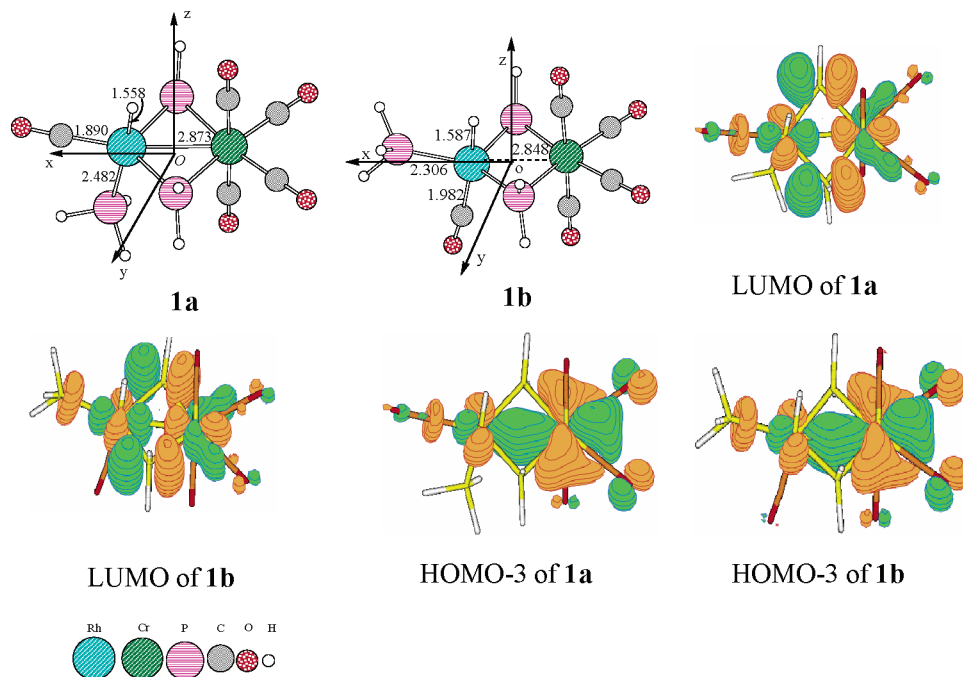 z
1.558
1.890
2.873
x
O
2.482
y
1a
z
1.587
2.848
x
o
2.306
1.982
y
1b
LUMO of 1a
LUMO of 1b
HOMO-3 of 1a
HOMO-3 of 1b
Rh Cr P C O H